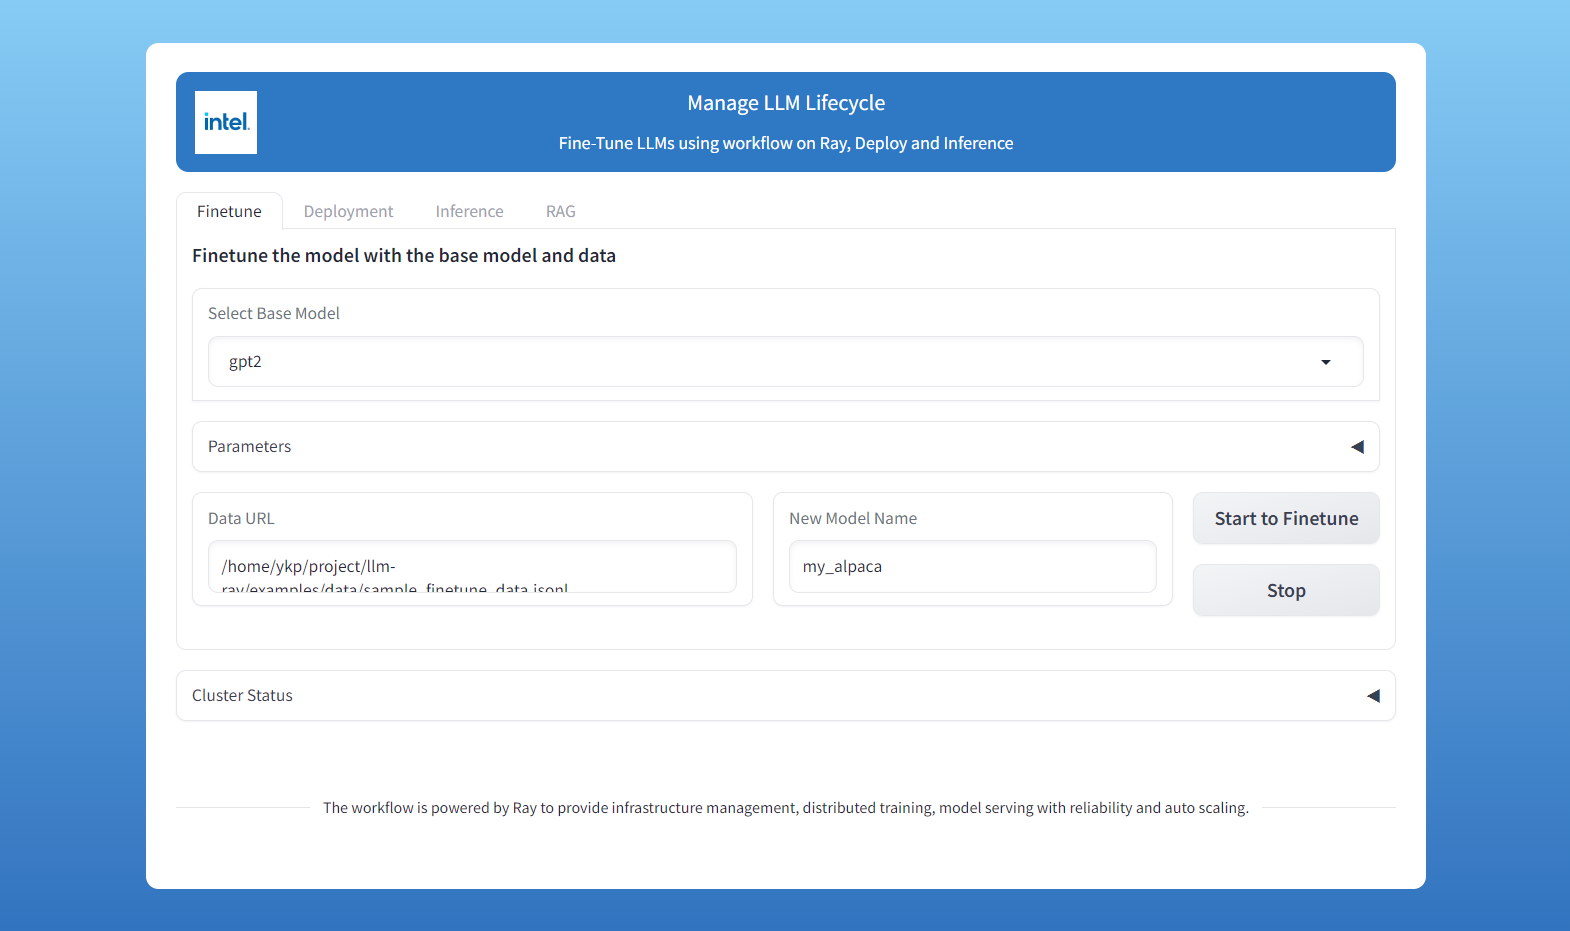 intel.
Manage LLM Lifecycle
Fine-Tune LLMs using workflow on Ray, Deploy and Inference
Finetune
Deployment
Inference
RAG
Finetune the model with the base model and data
Select Base Model
gpt2
Parameters
Data URL
/home/ykp/project/llm-
ray/examples/data/sample_finetune_data.jsonl
New Model Name
my_alpaca
Start to Finetune
Stop
Cluster Status
The workflow is powered by Ray to provide infrastructure management, distributed training, model serving with reliability and auto scaling.